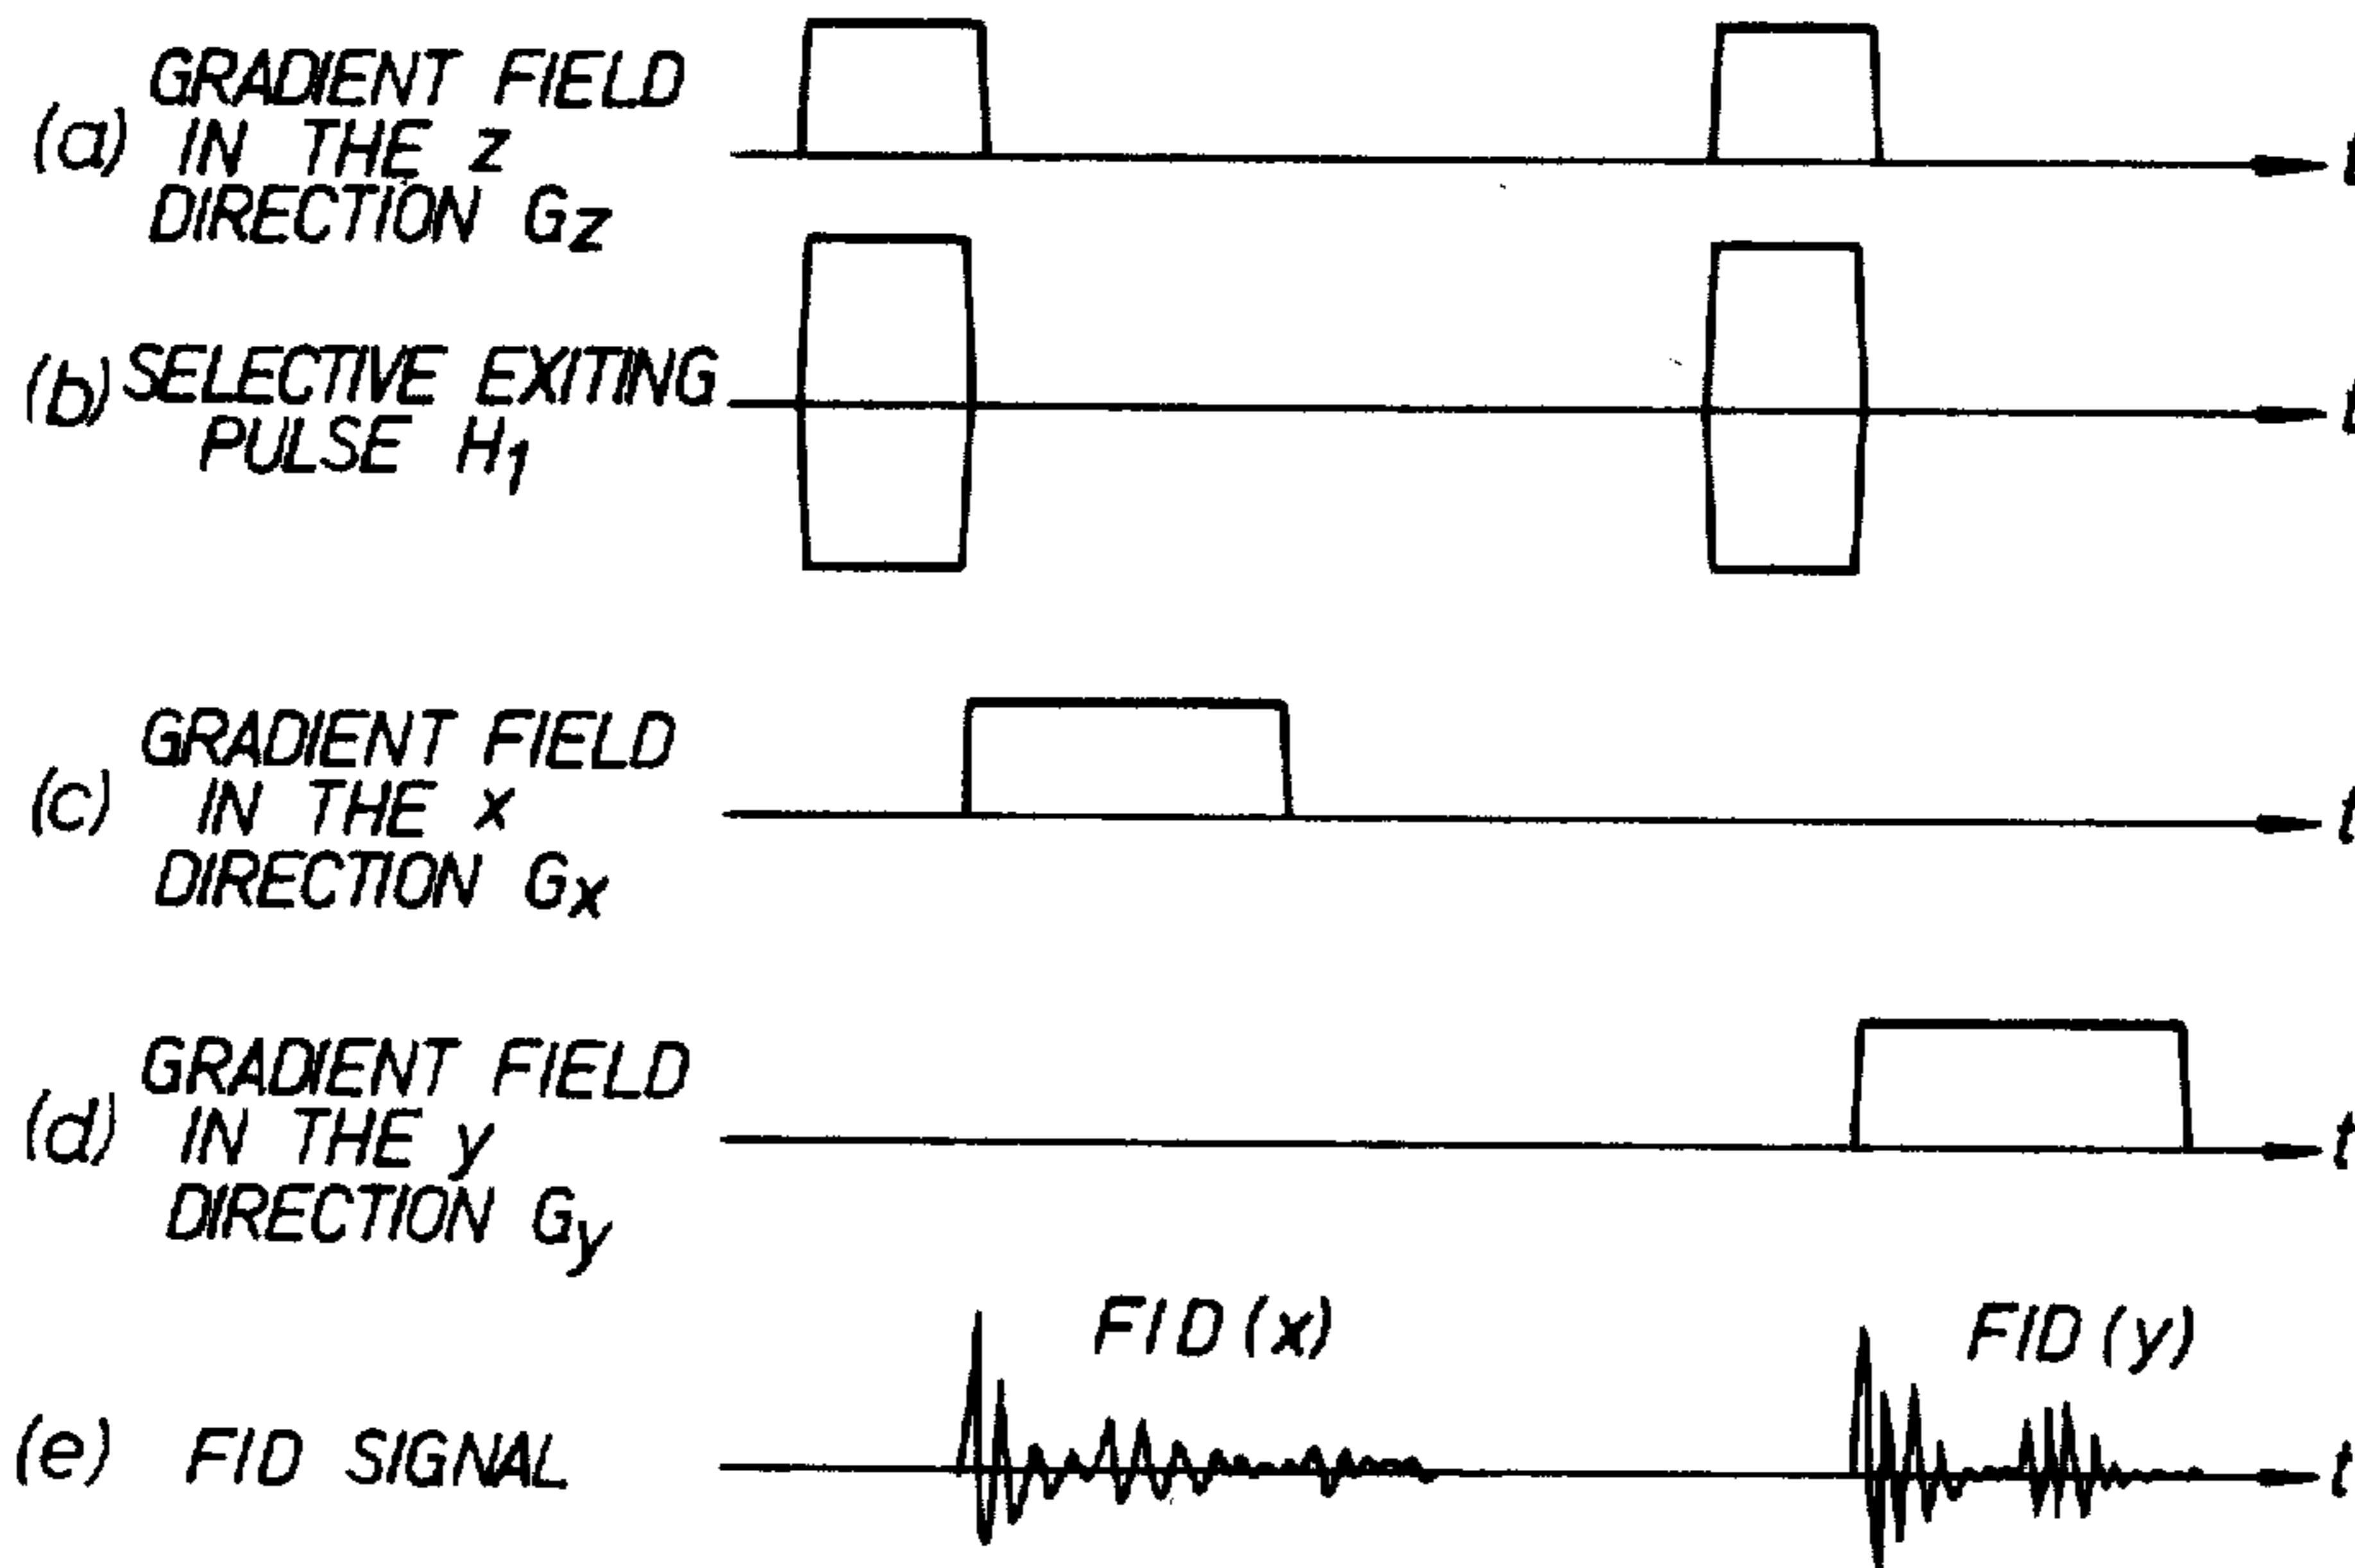 (a) GRADIENT FIELD
IN THE z
DIRECTION Gz
t
(b) SELECTIVE EXITING
PULSE H1
t
(c) GRADIENT FIELD
IN THE x
DIRECTION Gx
t
(d) GRADIENT FIELD
IN THE y
DIRECTION Gy
t
FID (x)
FID (y)
(e) FID SIGNAL
t